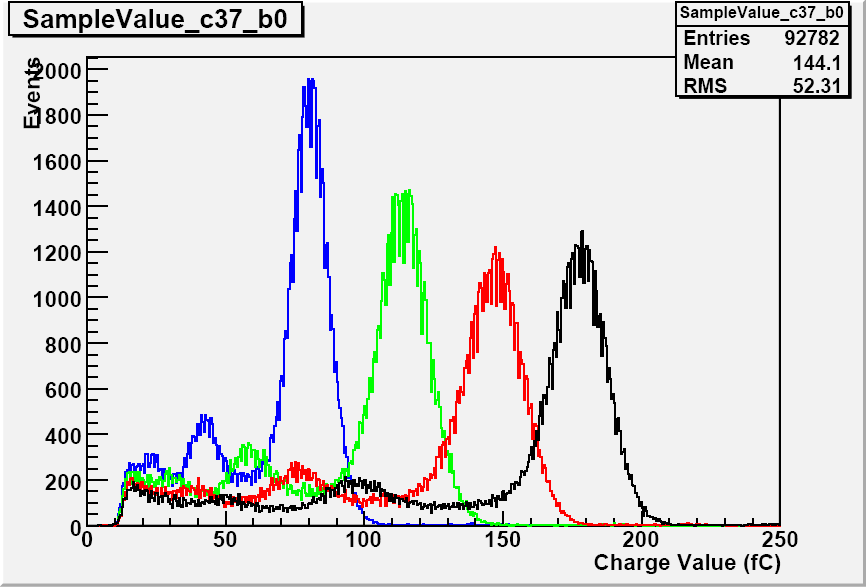 SampleValue_c37_b0
SampleValue_c37_b0
Entries 92782
Mean 144.1
RMS 52.31
Events
2000
1800
1600
1400
1200
1000
800
600
400
200
0
0 50 100 150 200 250
Charge Value (fC)